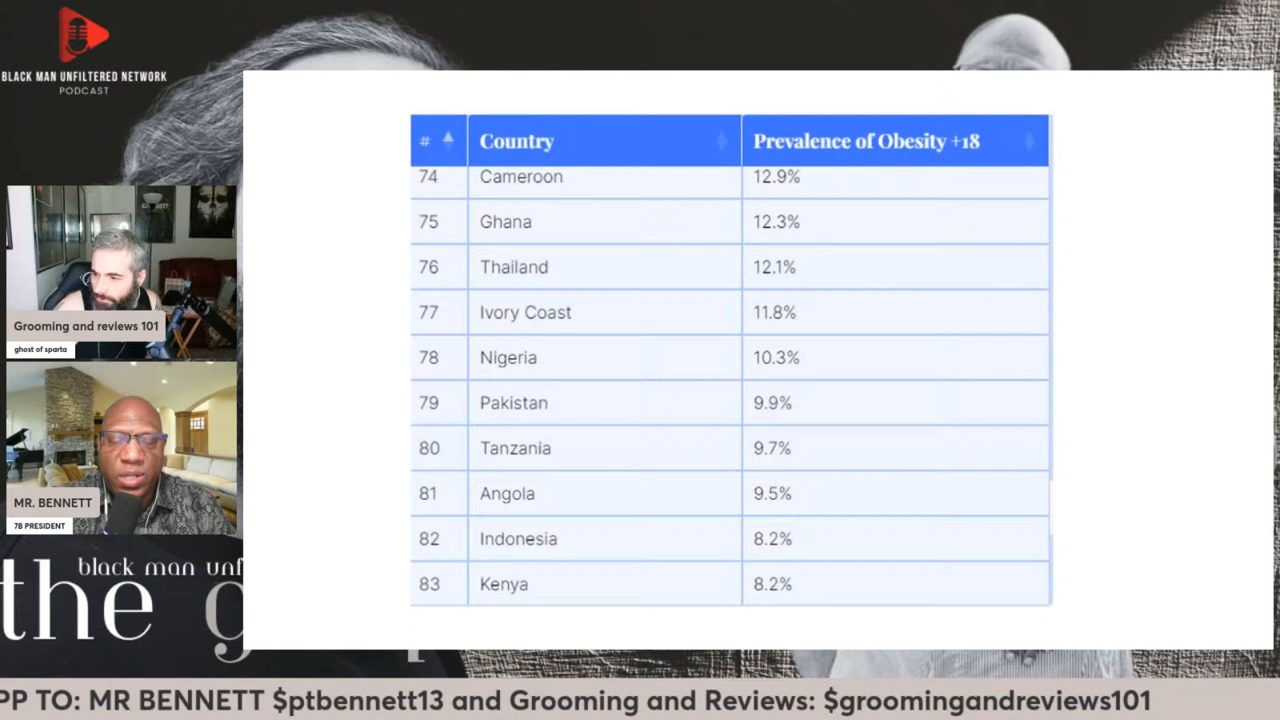 BLACK MAN UNFILTERED NETWORK
PODCAST
# Country Prevalence of Obesity +18
74 Cameroon 12.9%
75 Ghana 12.3%
76 Thailand 12.1%
77 Ivory Coast 11.8%
78 Nigeria 10.3%
79 Pakistan 9.9%
80 Tanzania 9.7%
81 Angola 9.5%
82 Indonesia 8.2%
83 Kenya 8.2%
Grooming and reviews 101
ghost of sparta
MR. BENNETT
7B PRESIDENT
black man unf
the g
PP TO: MR BENNETT $ptbennett13 and Grooming and Reviews: $groomingandreviews101